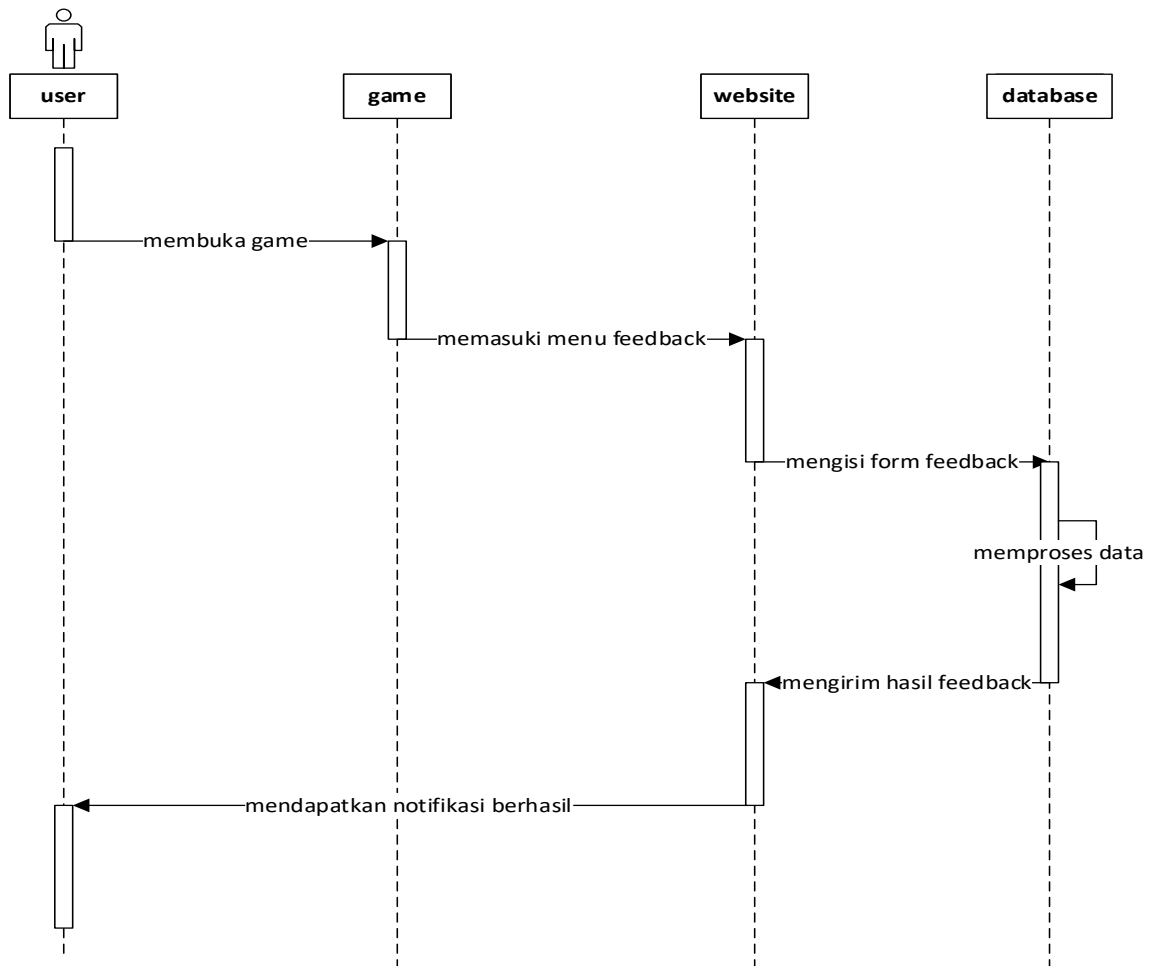 user
game
website
database
membuka game
memasuki menu feedback
mengisi form feedback
memproses data
mengirim hasil feedback
mendapatkan notifikasi berhasil